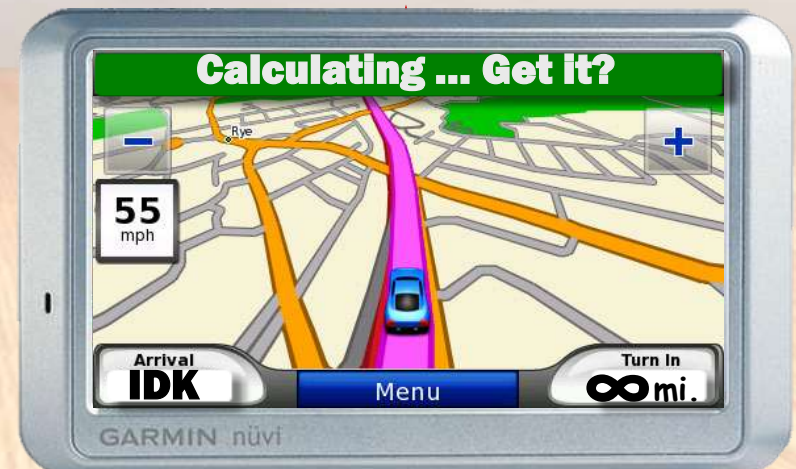 Calculating ... Get it?
Rye
−
+
55
mph
Arrival
IDK
Menu
Turn In
∞ mi.
GARMIN nüvi